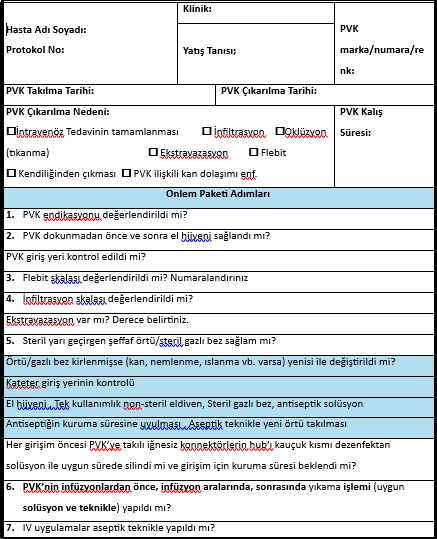 Hasta Adı Soyadı:
Protokol No:
Klinik:
Yatış Tanısı;
PVK
marka/numara/re
nk:
PVK Takılma Tarihi:
PVK Çıkarılma Tarihi:
PVK Çıkarılma Nedeni:
☐İntravenöz Tedavinin tamamlanması ☐İnfiltrasyon ☐Oklüzyon
(tıkanma) ☐Ekstravazasyon ☐Flebit
☐Kendiliğinden çıkması ☐PVK ilişkili kan dolaşımı enf.
PVK Kalış
Süresi:
Onlem Paketi Adımları
1. PVK endikasyonu değerlendirildi mi?
2. PVK dokunmadan önce ve sonra el hijyeni sağlandı mı?
PVK giriş yeri kontrol edildi mi?
3. Flebit skalası değerlendirildi mi? Numaralandırınız
4. İnfiltrasyon skalası değerlendirildi mi?
Ekstravazasyon var mı? Derece belirtiniz.
5. Steril yarı geçirgen şeffaf örtü/steril gazlı bez sağlam mı?
Örtü/gazlı bez kirlenmişse (kan, nemlenme, ıslanma vb. varsa) yenisi ile değiştirildi mi?
Kateter giriş yerinin kontrolü
El hijyeni , Tek kullanımlık non-steril eldiven, Steril gazlı bez, antiseptik solüsyon
Antiseptiğin kuruma süresine uyulması , Aseptik teknikle yeni örtü takılması
Her girişim öncesi PVK'ye takılı iğnesiz konnektörlerin hub'ı kauçuk kısmı dezenfektan
solüsyon ile uygun sürede silindi mi ve girişim için kuruma süresi beklendi mi?
6. PVK'nin infüzyonlardan önce, infüzyon aralarında, sonrasında yıkama işlemi (uygun
solüsyon ve teknikle) yapıldı mı?
7. IV uygulamalar aseptik teknikle yapıldı mı?